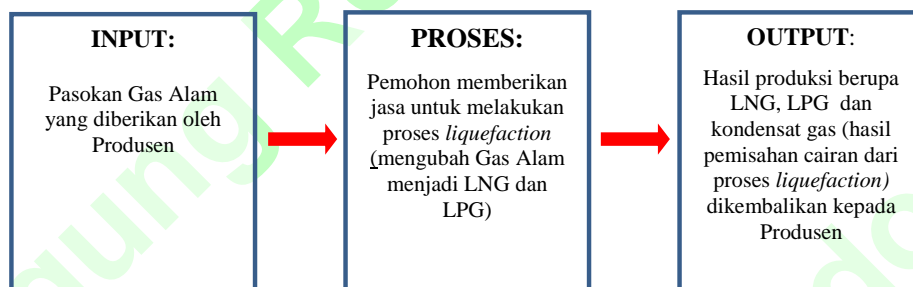 INPUT:
Pasokan Gas Alam
yang diberikan oleh
Produsen
PROSES:
Pemohon memberikan
jasa untuk melakukan
proses liquefaction
(mengubah Gas Alam
menjadi LNG dan
LPG)
OUTPUT:
Hasil produksi berupa
LNG, LPG dan
kondensat gas (hasil
pemisahan cairan dari
proses liquefaction)
dikembalikan kepada
Produsen